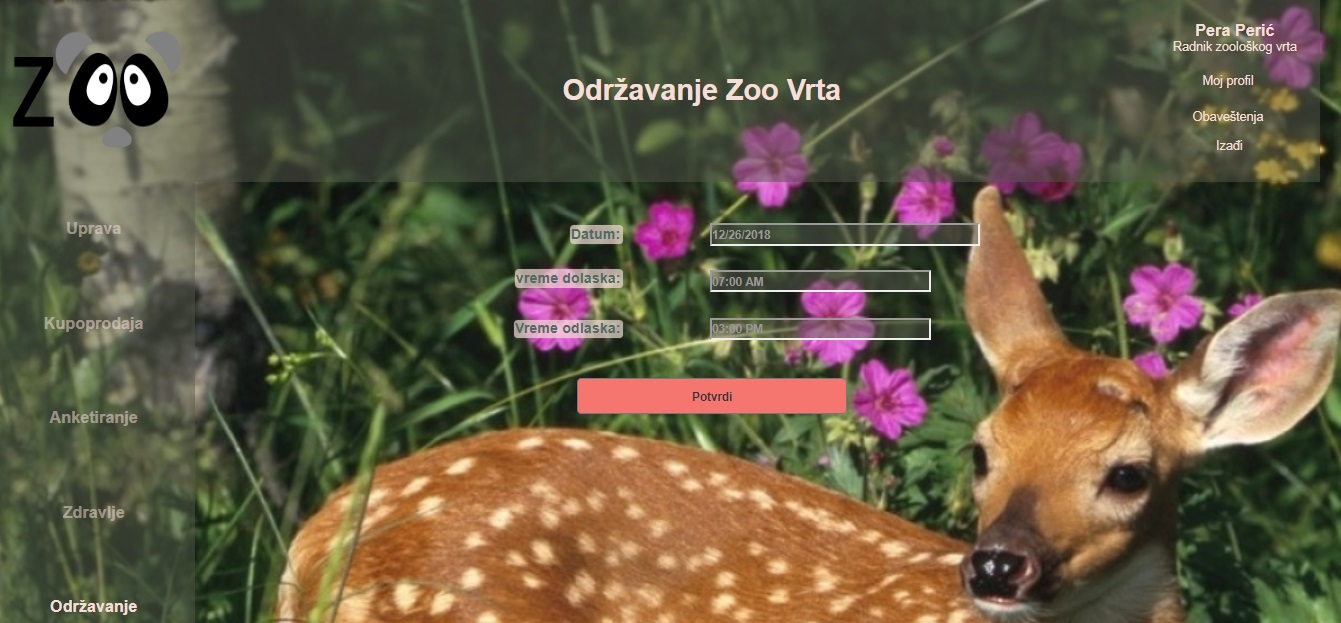 Zoo
Održavanje Zoo Vrta
Pera Perić
Radnik zoološkog vrta
Moj profil
Obaveštenja
Izađi
Uprava
Kupoprodaja
Anketiranje
Zdravlje
Održavanje
Datum: 12/26/2018
vreme dolaska: 07:00 AM
Vreme odlaska: 03:00 PM
Potvrdi